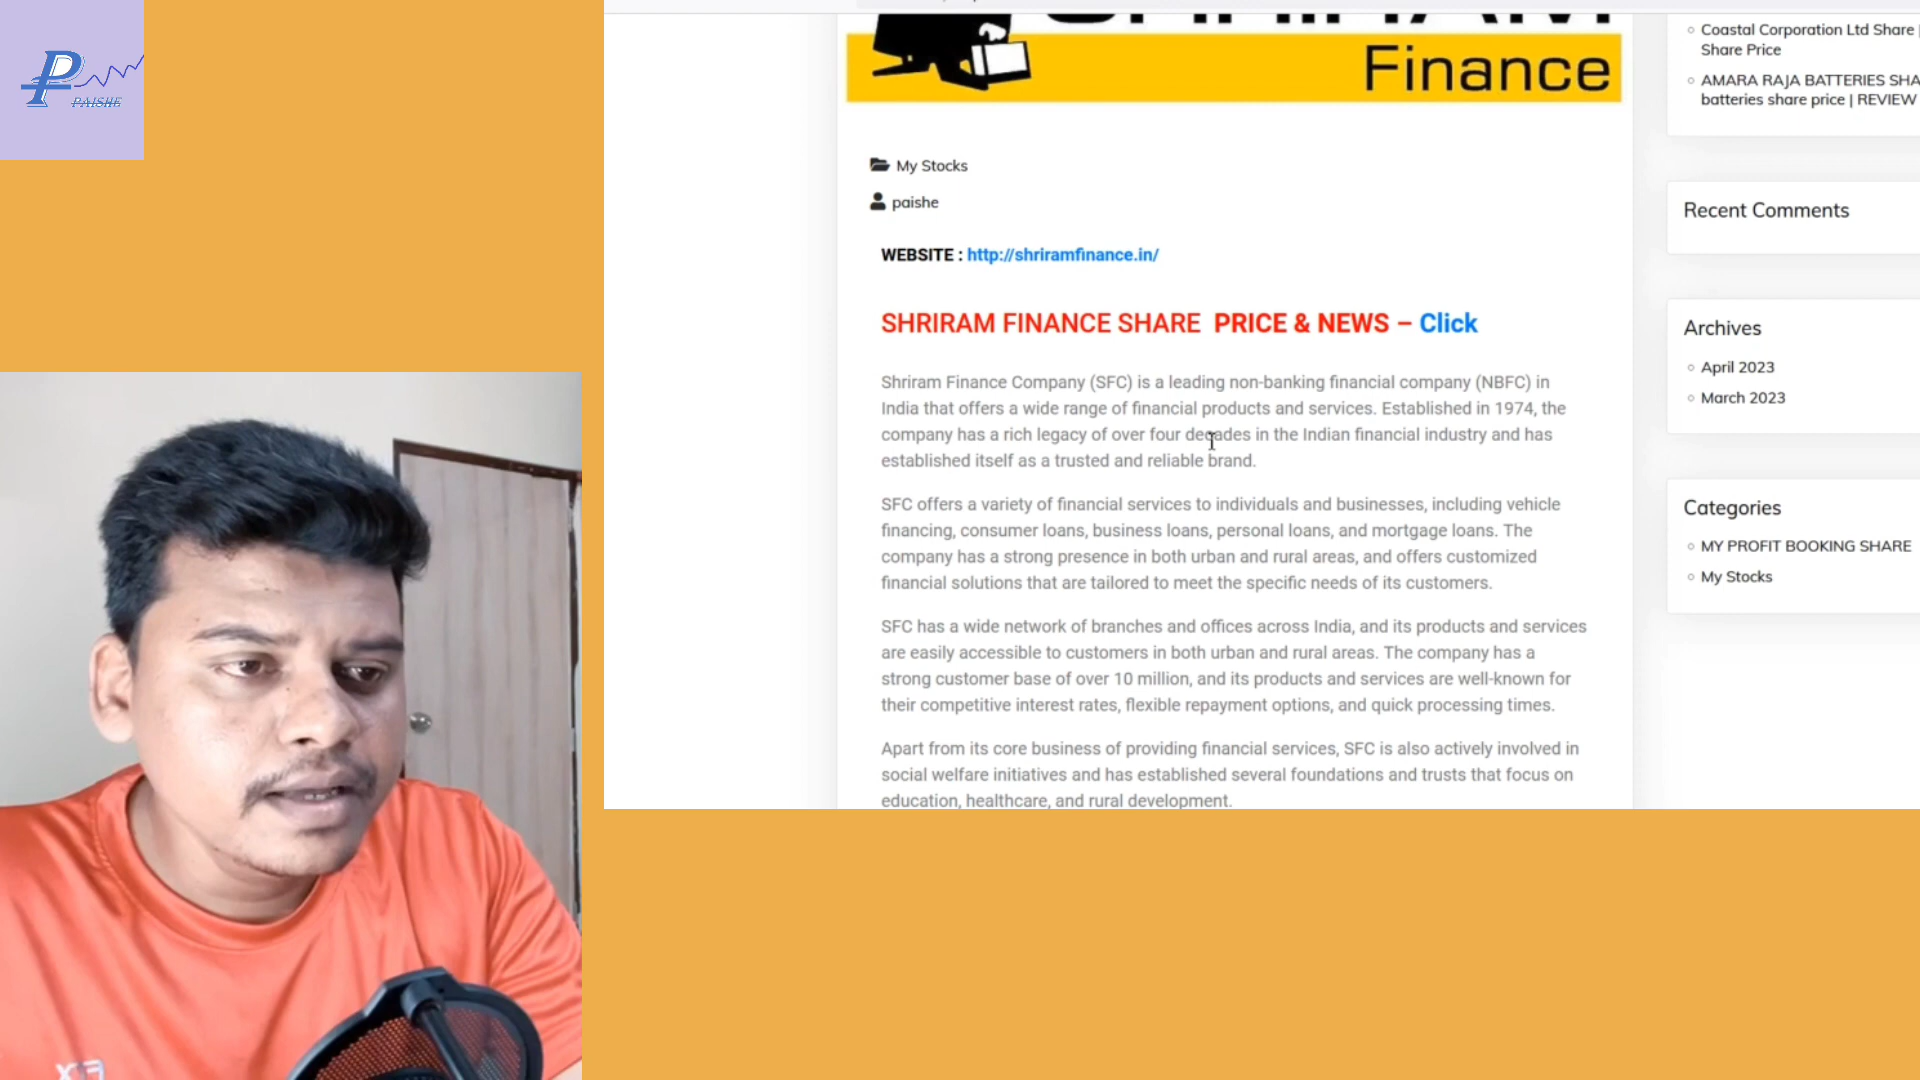 PAISHE
Finance
My Stocks
paishe
WEBSITE : http://shriramfinance.in/
SHRIRAM FINANCE SHARE PRICE & NEWS – Click
Shriram Finance Company (SFC) is a leading non-banking financial company (NBFC) in
India that offers a wide range of financial products and services. Established in 1974, the
company has a rich legacy of over four decades in the Indian financial industry and has
established itself as a trusted and reliable brand.
SFC offers a variety of financial services to individuals and businesses, including vehicle
financing, consumer loans, business loans, personal loans, and mortgage loans. The
company has a strong presence in both urban and rural areas, and offers customized
financial solutions that are tailored to meet the specific needs of its customers.
SFC has a wide network of branches and offices across India, and its products and services
are easily accessible to customers in both urban and rural areas. The company has a
strong customer base of over 10 million, and its products and services are well-known for
their competitive interest rates, flexible repayment options, and quick processing times.
Apart from its core business of providing financial services, SFC is also actively involved in
social welfare initiatives and has established several foundations and trusts that focus on
education, healthcare, and rural development.
Coastal Corporation Ltd Share |
Share Price
AMARA RAJA BATTERIES SHA
batteries share price | REVIEW
Recent Comments
Archives
April 2023
March 2023
Categories
MY PROFIT BOOKING SHARE
My Stocks